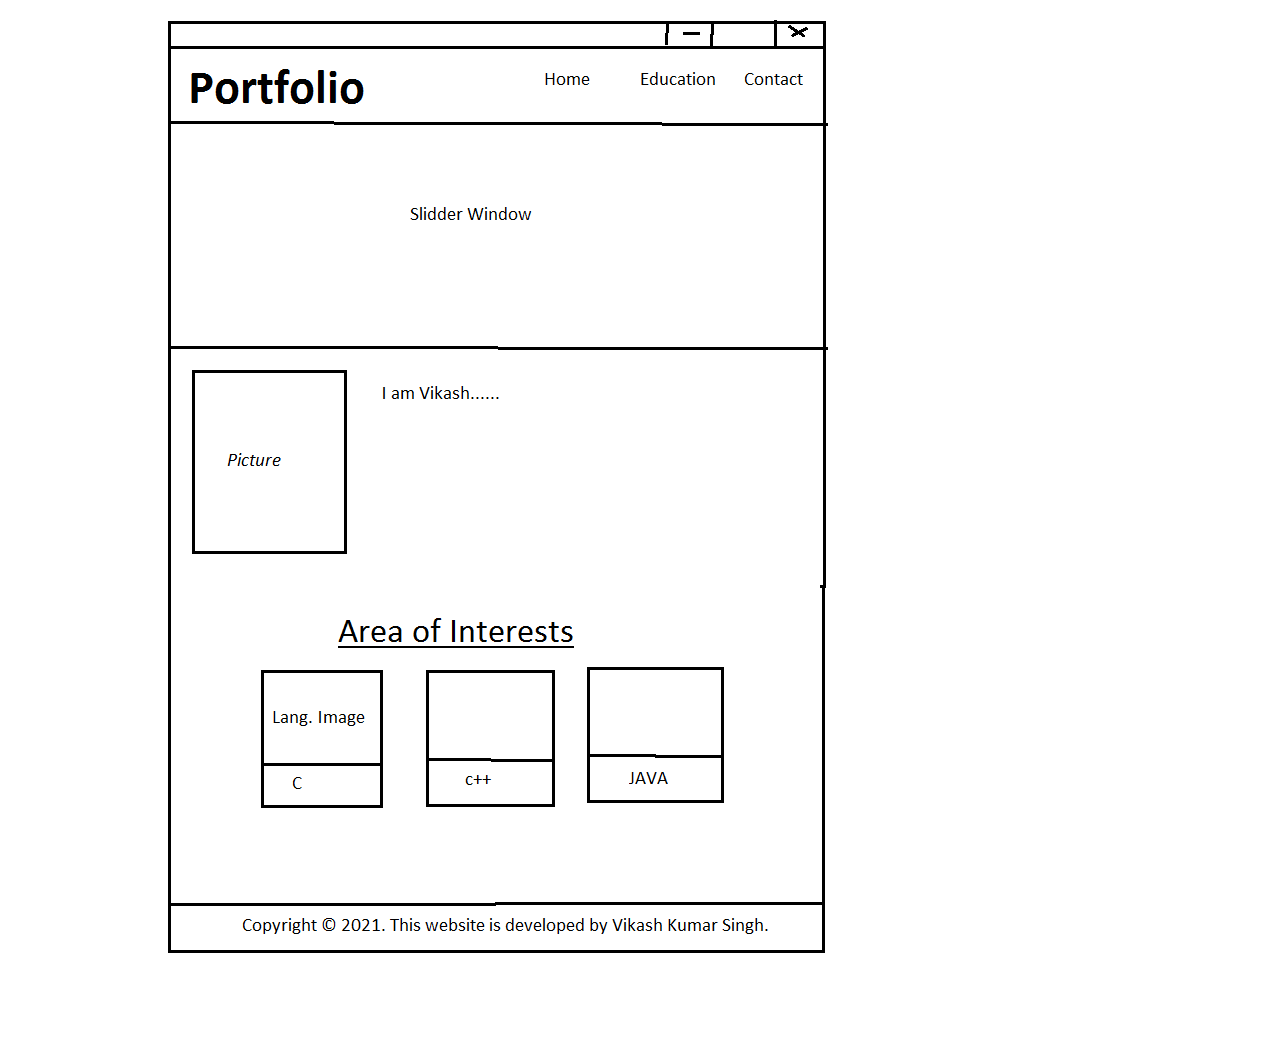 Portfolio
Home Education Contact
Slidder Window
I am Vikash......
Picture
Area of Interests
Lang. Image
C
c++
JAVA
Copyright © 2021. This website is developed by Vikash Kumar Singh.